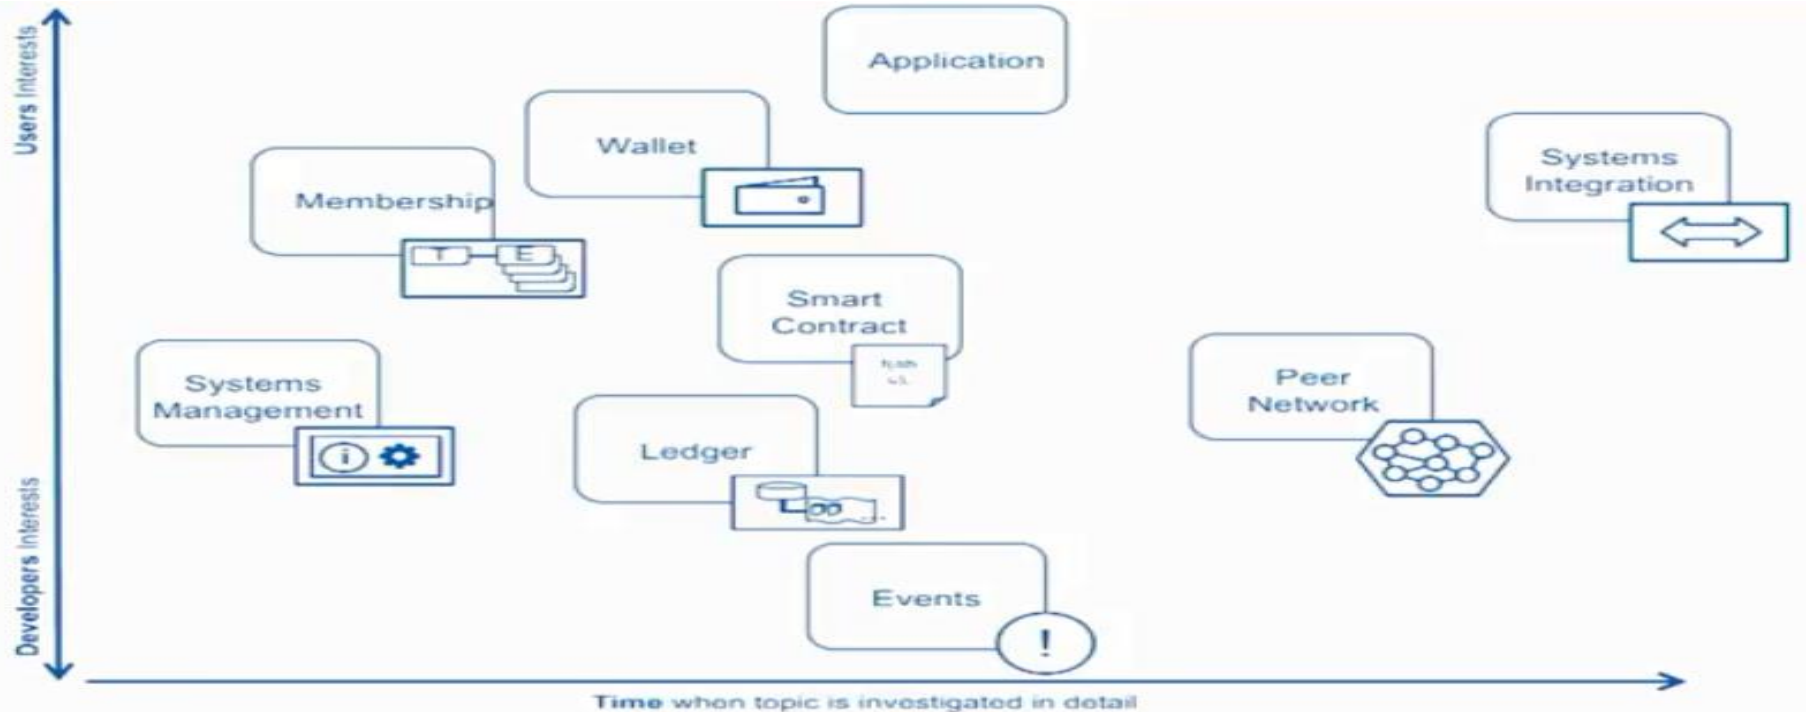 Users Interests
Application
Wallet
Membership
T E
Systems
Integration
Smart
Contract
Systems
Management
i
Peer
Network
Ledger
Developers Interests
Events
!
Time when topic is investigated in detail